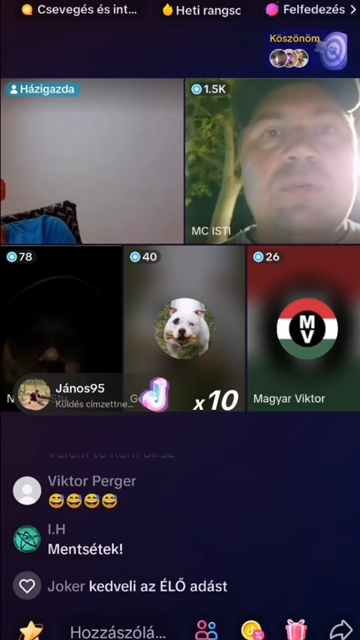 Csevegés és int...
Heti rangsc
Felfedezés
Köszönöm
Házigazda
1.5K
MC ISTI
78
40
26
MV
János95
Küldés címzettne...
x10
Magyar Viktor
Viktor Perger
😅😅😅😅
I.H
Mentsétek!
Joker kedveli az ÉLŐ adást
Hozzászólá...